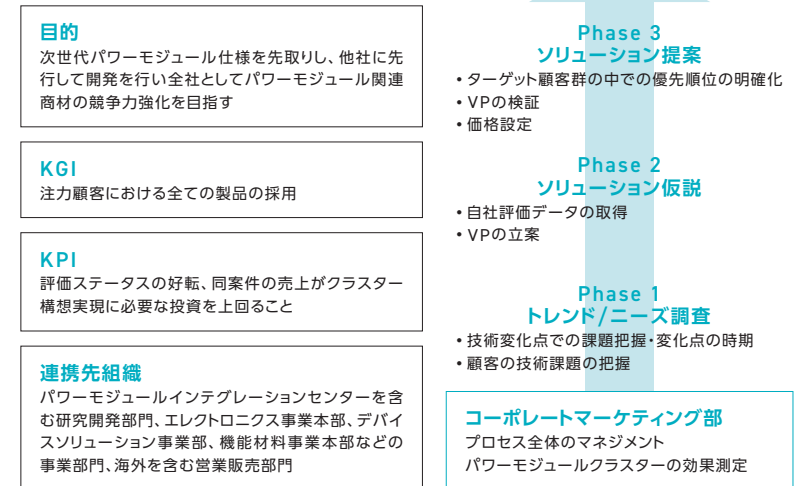 目的
次世代パワーモジュール仕様を先取りし、他社に先
行して開発を行い全社としてパワーモジュール関連
商材の競争力強化を目指す
KGI
注力顧客における全ての製品の採用
KPI
評価ステータスの好転、同案件の売上がクラスター
構想実現に必要な投資を上回ること
連携先組織
パワーモジュールインテグレーションセンターを含
む研究開発部門、エレクトロニクス事業本部、デバイ
スソリューション事業部、機能材料事業本部などの
事業部門、海外を含む営業販売部門
Phase 3
ソリューション提案
•ターゲット顧客群の中での優先順位の明確化
•VPの検証
•価格設定
Phase 2
ソリューション仮説
•自社評価データの取得
•VPの立案
Phase 1
トレンド/ニーズ調査
•技術変化点での課題把握・変化点の時期
•顧客の技術課題の把握
コーポレートマーケティング部
プロセス全体のマネジメント
パワーモジュールクラスターの効果測定